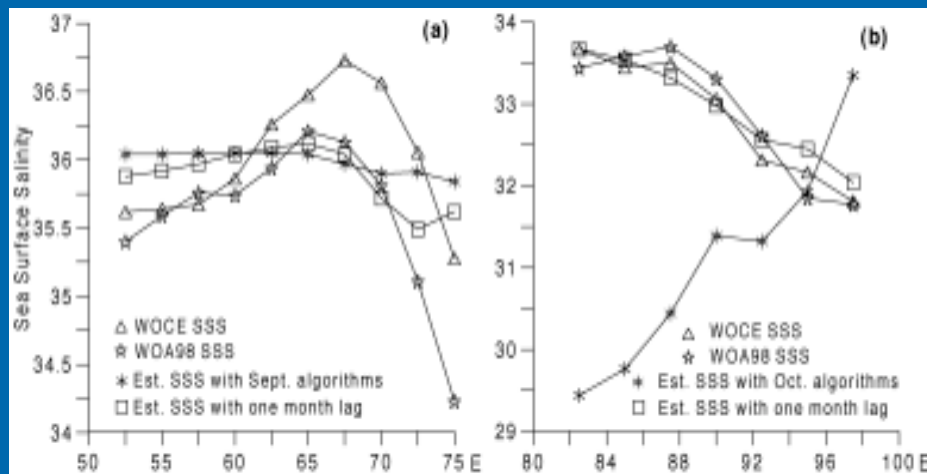 (a)
37
36.5
36
35.5
35
34.5
34
Sea Surface Salinity
WOCE SSS
WOA98 SSS
Est. SSS with Sept. algorithms
Est. SSS with one month lag
50 55 60 65 70 75 E
(b)
34
33
32
31
30
29
WOCE SSS
WOA98 SSS
Est. SSS with Oct. algorithms
Est. SSS with one month lag
80 84 88 92 96 100 E